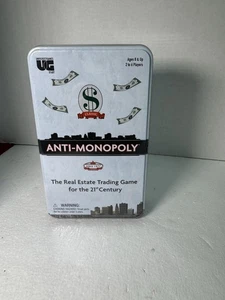 UG
Ages 8 & Up
2 to 6 Players
$
ANTI-MONOPOLY
The Real Estate Trading Game
for the 21st Century
WARNING: